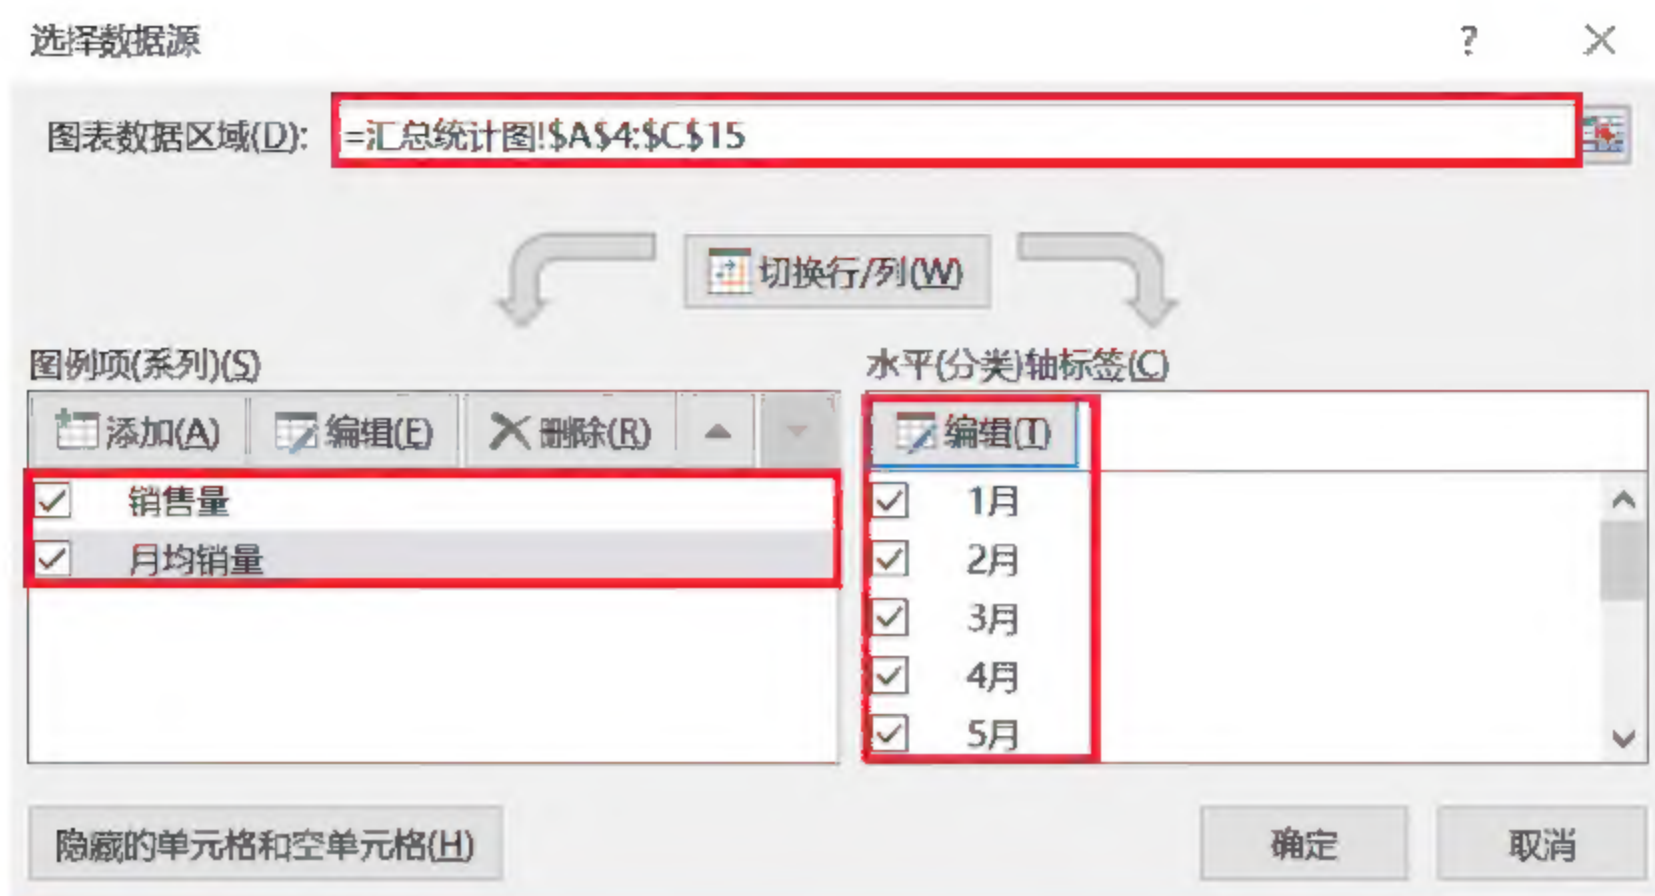 选择数据源 ?
图表数据区域(D): =汇总统计图!$A$4:$C$15
切换行/列(W)
图例项(系列)(S)
添加(A) 编辑(E) 删除(R)
销售量
月均销量
水平(分类)轴标签(C)
编辑(T)
1月
2月
3月
4月
5月
隐藏的单元格和空单元格(H)
确定 取消